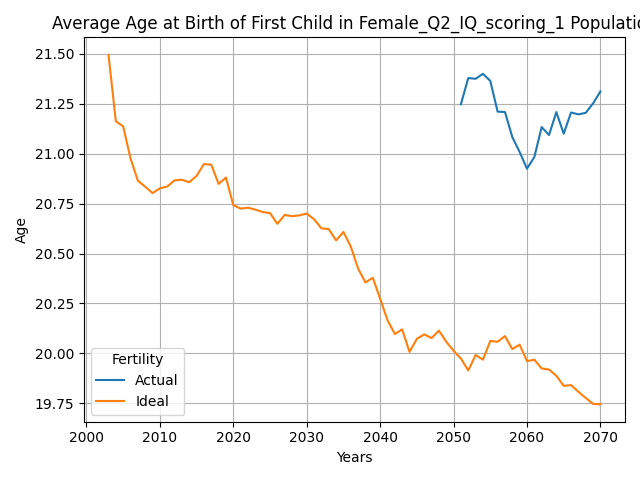 Average Age at Birth of First Child in Female_Q2_IQ_scoring_1 Populatio
21.50
21.25
21.00
20.75
20.50
20.25
20.00
19.75
Age
Fertility
Actual
Ideal
2000 2010 2020 2030 2040 2050 2060 2070
Years